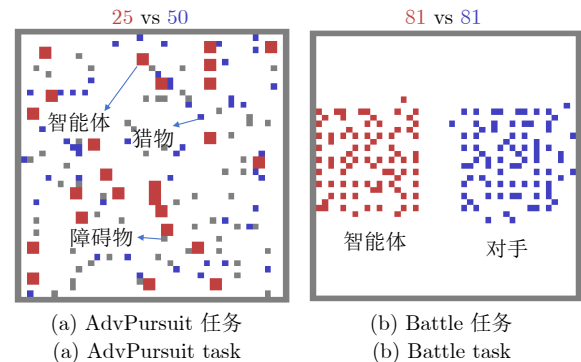 25 vs 50
81 vs 81
智能体
猎物
障碍物
智能体
对手
(a) AdvPursuit 任务
(a) AdvPursuit task
(b) Battle 任务
(b) Battle task